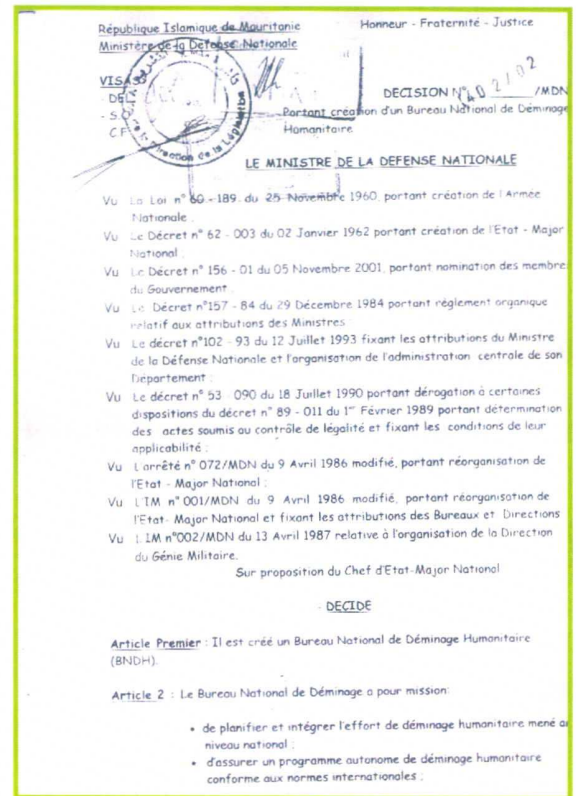 République Islamique de Mauritanie Honneur - Fraternité - Justice
Ministère de la Défense Nationale
VISAS
DECISION N° 402/02 /MDN
Portant création d'un Bureau National de Déminage
Humanitaire
LE MINISTRE DE LA DEFENSE NATIONALE
Vu La Loi n° 60 - 189. du 25 Novembre 1960, portant création de l'Armée
Nationale
Vu Le Décret n° 62 - 003 du 02 Janvier 1962 portant création de l'Etat - Major
National
Vu Le Décret n° 156 - 01 du 05 Novembre 2001, portant nomination des membre
du Gouvernement
Vu Le Décret n°157 - 84 du 29 Décembre 1984 portant règlement organique
relatif aux attributions des Ministres
Vu Le décret n°102 - 93 du 12 Juillet 1993 fixant les attributions du Ministre
de la Défense Nationale et l'organisation de l'administration centrale de son
Département ;
Vu Le décret n° 53 - 090 du 18 Juillet 1990 portant dérogation à certaines
dispositions du décret n° 89 - 011 du 1er Février 1989 portant détermination
des actes soumis au contrôle de légalité et fixant les conditions de leur
applicabilité ;
Vu L'arrêté n° 072/MDN du 9 Avril 1986 modifié, portant réorganisation de
l'Etat - Major National ;
Vu L'IM n° 001/MDN du 9 Avril 1986 modifié, portant réorganisation de
l'Etat- Major National et fixant les attributions des Bureaux et Directions
Vu L'IM n°002/MDN du 13 Avril 1987 relative à l'organisation de la Direction
du Génie Militaire.
Sur proposition du Chef d'Etat-Major National
- DECIDE
Article Premier : Il est créé un Bureau National de Déminage Humanitaire
(BNDH).
Article 2 : Le Bureau National de Déminage a pour mission:
• de planifier et intégrer l'effort de déminage humanitaire mené au
niveau national ;
• d'assurer un programme autonome de déminage humanitaire
conforme aux normes internationales ;